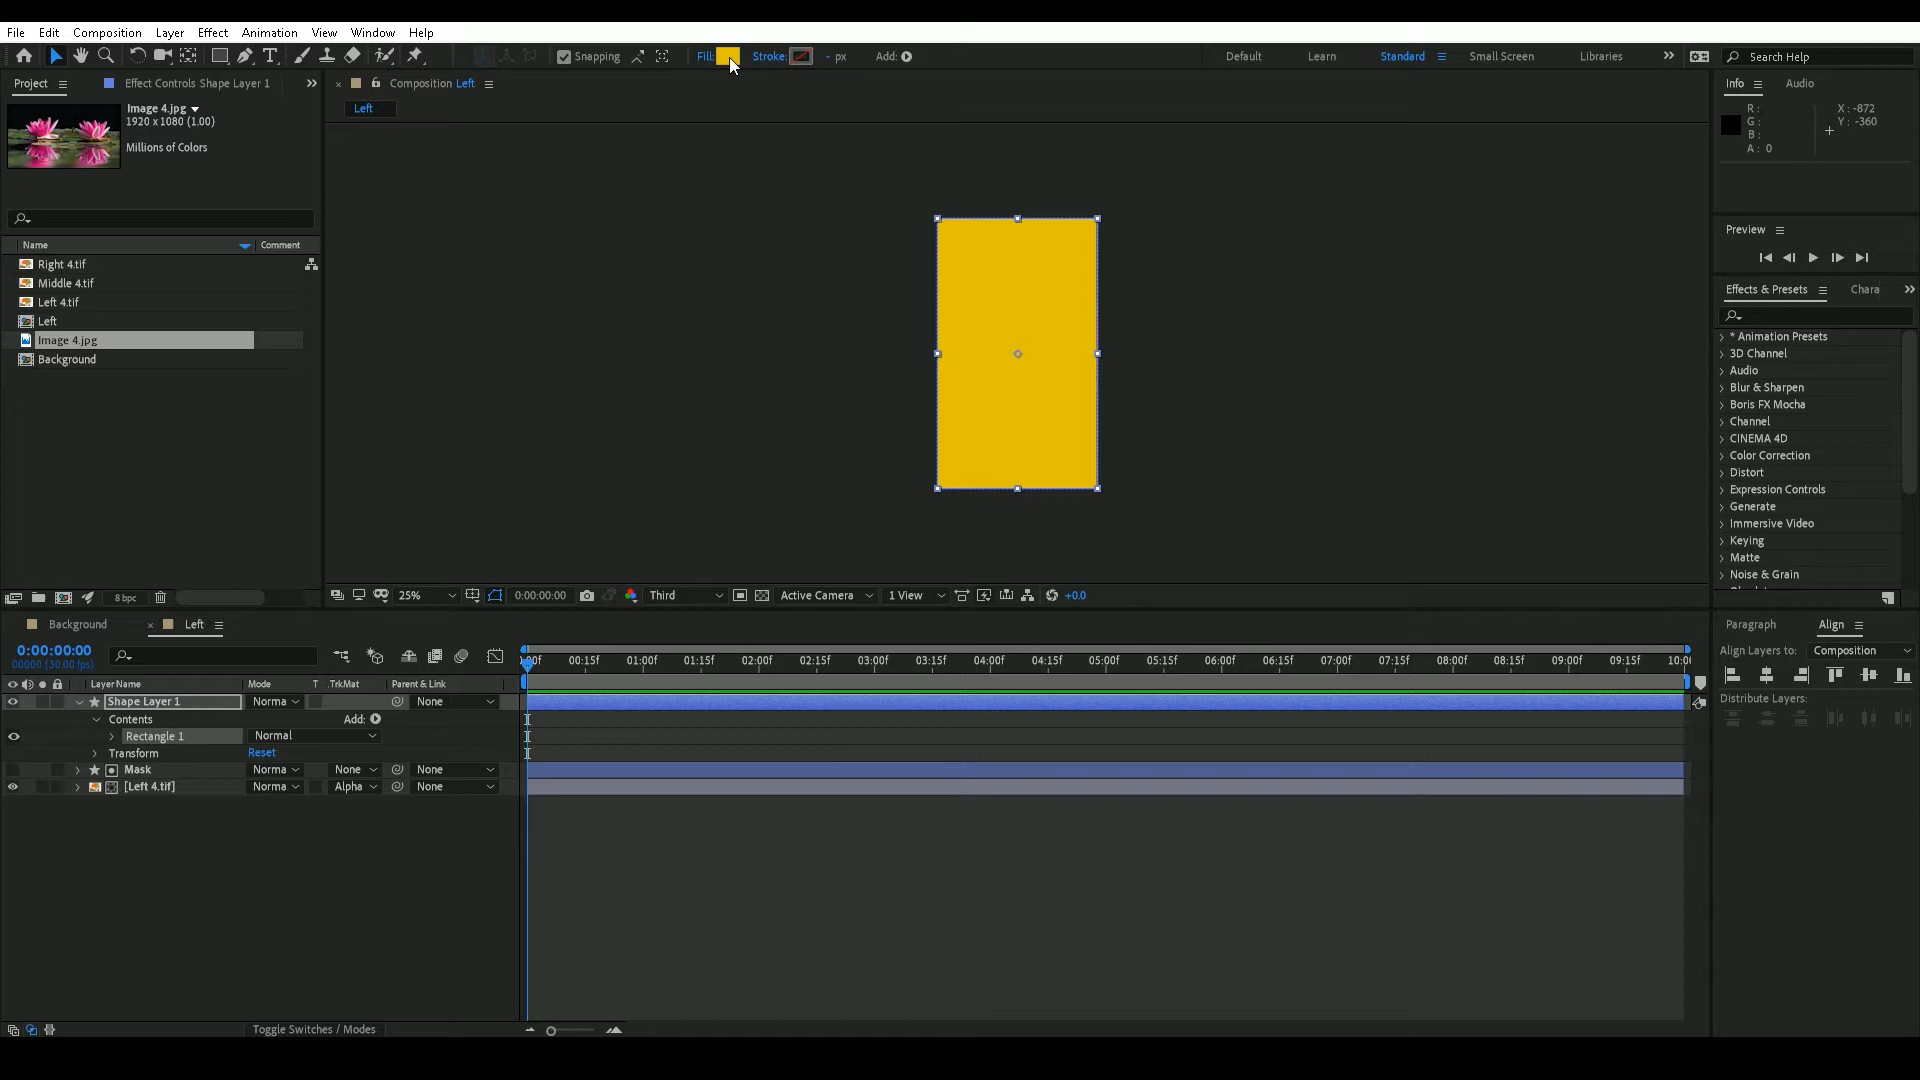 File Edit Composition Layer Effect Animation View Window Help
Snapping Fill: Stroke: - px Add: Default Learn Standard Small Screen Libraries Search Help
Project Effect Controls Shape Layer 1 Composition Left Info Audio
Left
Image 4.jpg
1920 x 1080 (1.00)
Millions of Colors
R :
G :
B :
A : 0
X : -872
Y : -360
Preview
Name Comment
Right 4.tif
Middle 4.tif
Left 4.tif
Left
Image 4.jpg
Background
Effects & Presets Chara
* Animation Presets
3D Channel
Audio
Blur & Sharpen
Boris FX Mocha
Channel
CINEMA 4D
Color Correction
Distort
Expression Controls
Generate
Immersive Video
Keying
Matte
Noise & Grain
8 bpc
25% 0:00:00:00 Third Active Camera 1 View +0.0
Background Left
Paragraph Align
0:00:00:00
00000 (30.00 fps)
00f 00:15f 01:00f 01:15f 02:00f 02:15f 03:00f 03:15f 04:00f 04:15f 05:00f 05:15f 06:00f 06:15f 07:00f 07:15f 08:00f 08:15f 09:00f 09:15f 10:0
Align Layers to: Composition
Distribute Layers:
Layer Name Mode T .TrkMat Parent & Link
Shape Layer 1 Norma None
Contents Add:
Rectangle 1 Normal
Transform Reset
Mask Norma None None
[Left 4.tif] Norma Alpha None
Toggle Switches / Modes